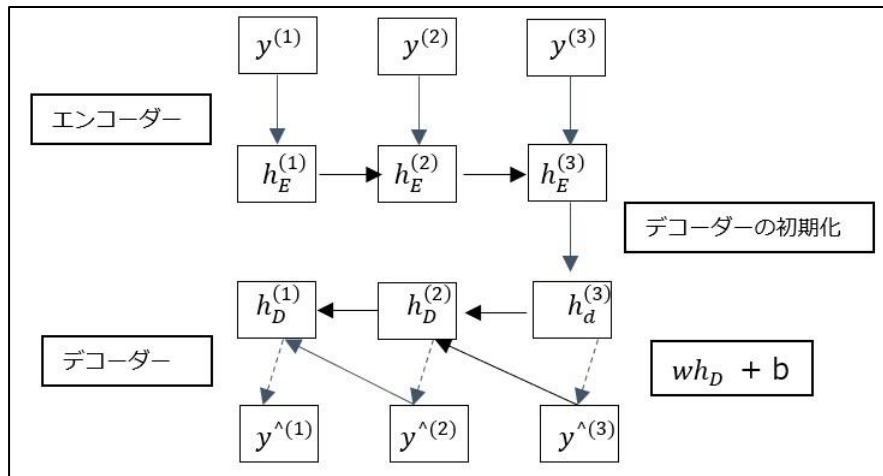 y^{(1)} y^{(2)} y^{(3)}
エンコーダー
h_E^{(1)} h_E^{(2)} h_E^{(3)}
デコーダーの初期化
h_D^{(1)} h_D^{(2)} h_d^{(3)}
デコーダー
wh_D + b
y^{^(1)} y^{^(2)} y^{^(3)}